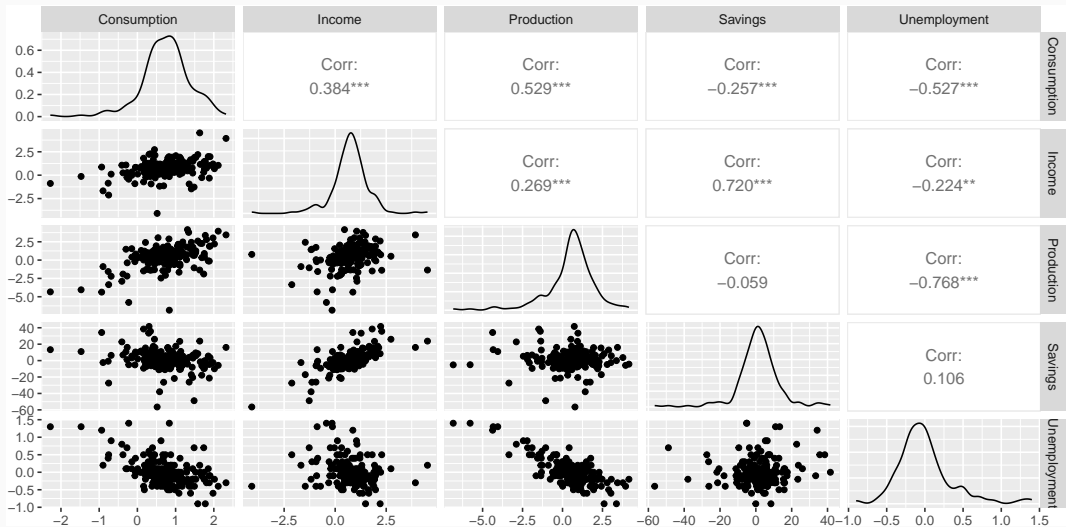 Consumption Income Production Savings Unemployment
0.6
0.4
0.2
0.0
Corr:
0.384***
Corr:
0.529***
Corr:
−0.257***
Corr:
−0.527***
Consumption
2.5
0.0
−2.5
Corr:
0.269***
Corr:
0.720***
Corr:
−0.224**
Income
2.5
0.0
−2.5
−5.0
Corr:
−0.059
Corr:
−0.768***
Production
40
20
0
−20
−40
−60
Corr:
0.106
Savings
1.5
1.0
0.5
0.0
−0.5
−1.0
Unemployment
−2 −1 0 1 2 −2.5 0.0 2.5 −5.0 −2.5 0.0 2.5 −60 −40 −20 0 20 40 −1.0 −0.5 0.0 0.5 1.0 1.5